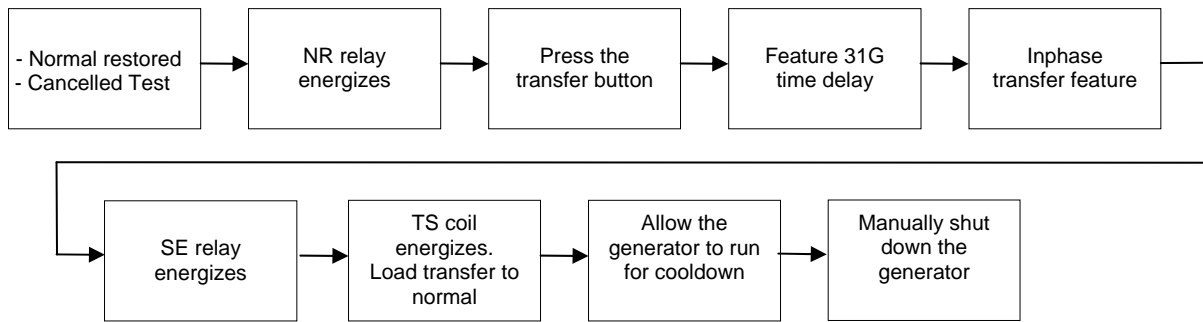 - Normal restored
- Cancelled Test
NR relay
energizes
Press the
transfer button
Feature 31G
time delay
Inphase
transfer feature
SE relay
energizes
TS coil
energizes.
Load transfer to
normal
Allow the
generator to run
for cooldown
Manually shut
down the
generator